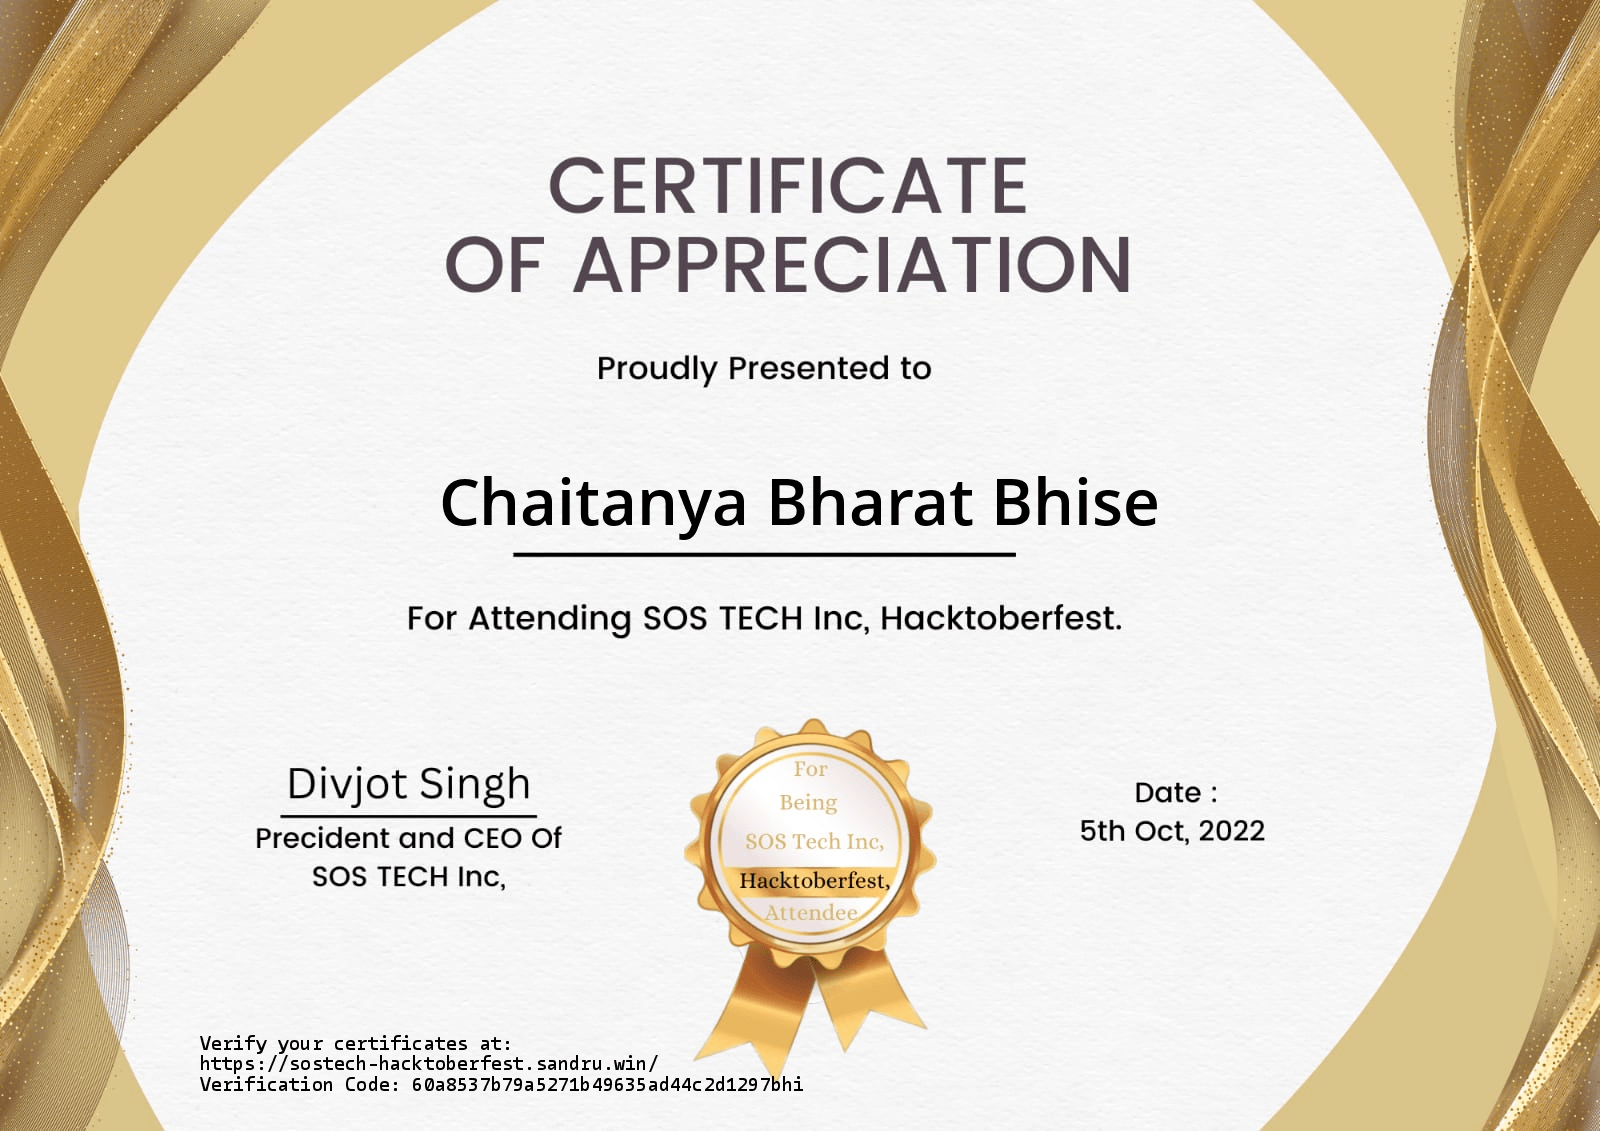 CERTIFICATE
OF APPRECIATION
Proudly Presented to
Chaitanya Bharat Bhise
For Attending SOS TECH Inc, Hacktoberfest.
Divjot Singh
Precident and CEO Of
SOS TECH Inc,
For
Being
SOS Tech Inc,
Hacktoberfest,
Attendee
Date :
5th Oct, 2022
Verify your certificates at:
https://sostech-hacktoberfest.sandru.win/
Verification Code: 60a8537b79a5271b49635ad44c2d1297bhi